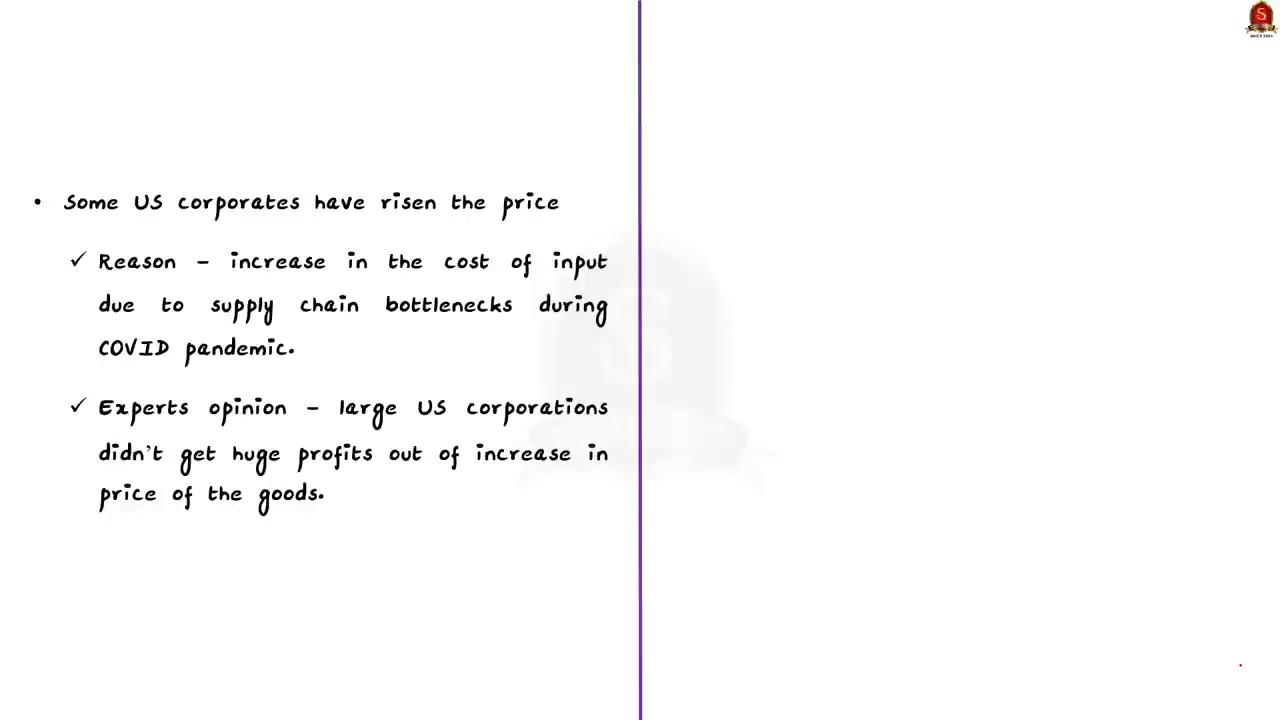 • Some US corporates have risen the price
✓ Reason – increase in the cost of input
due to supply chain bottlenecks during
COVID pandemic.
✓ Experts opinion – large US corporations
didn't get huge profits out of increase in
price of the goods.
S
SINCE 2004
S